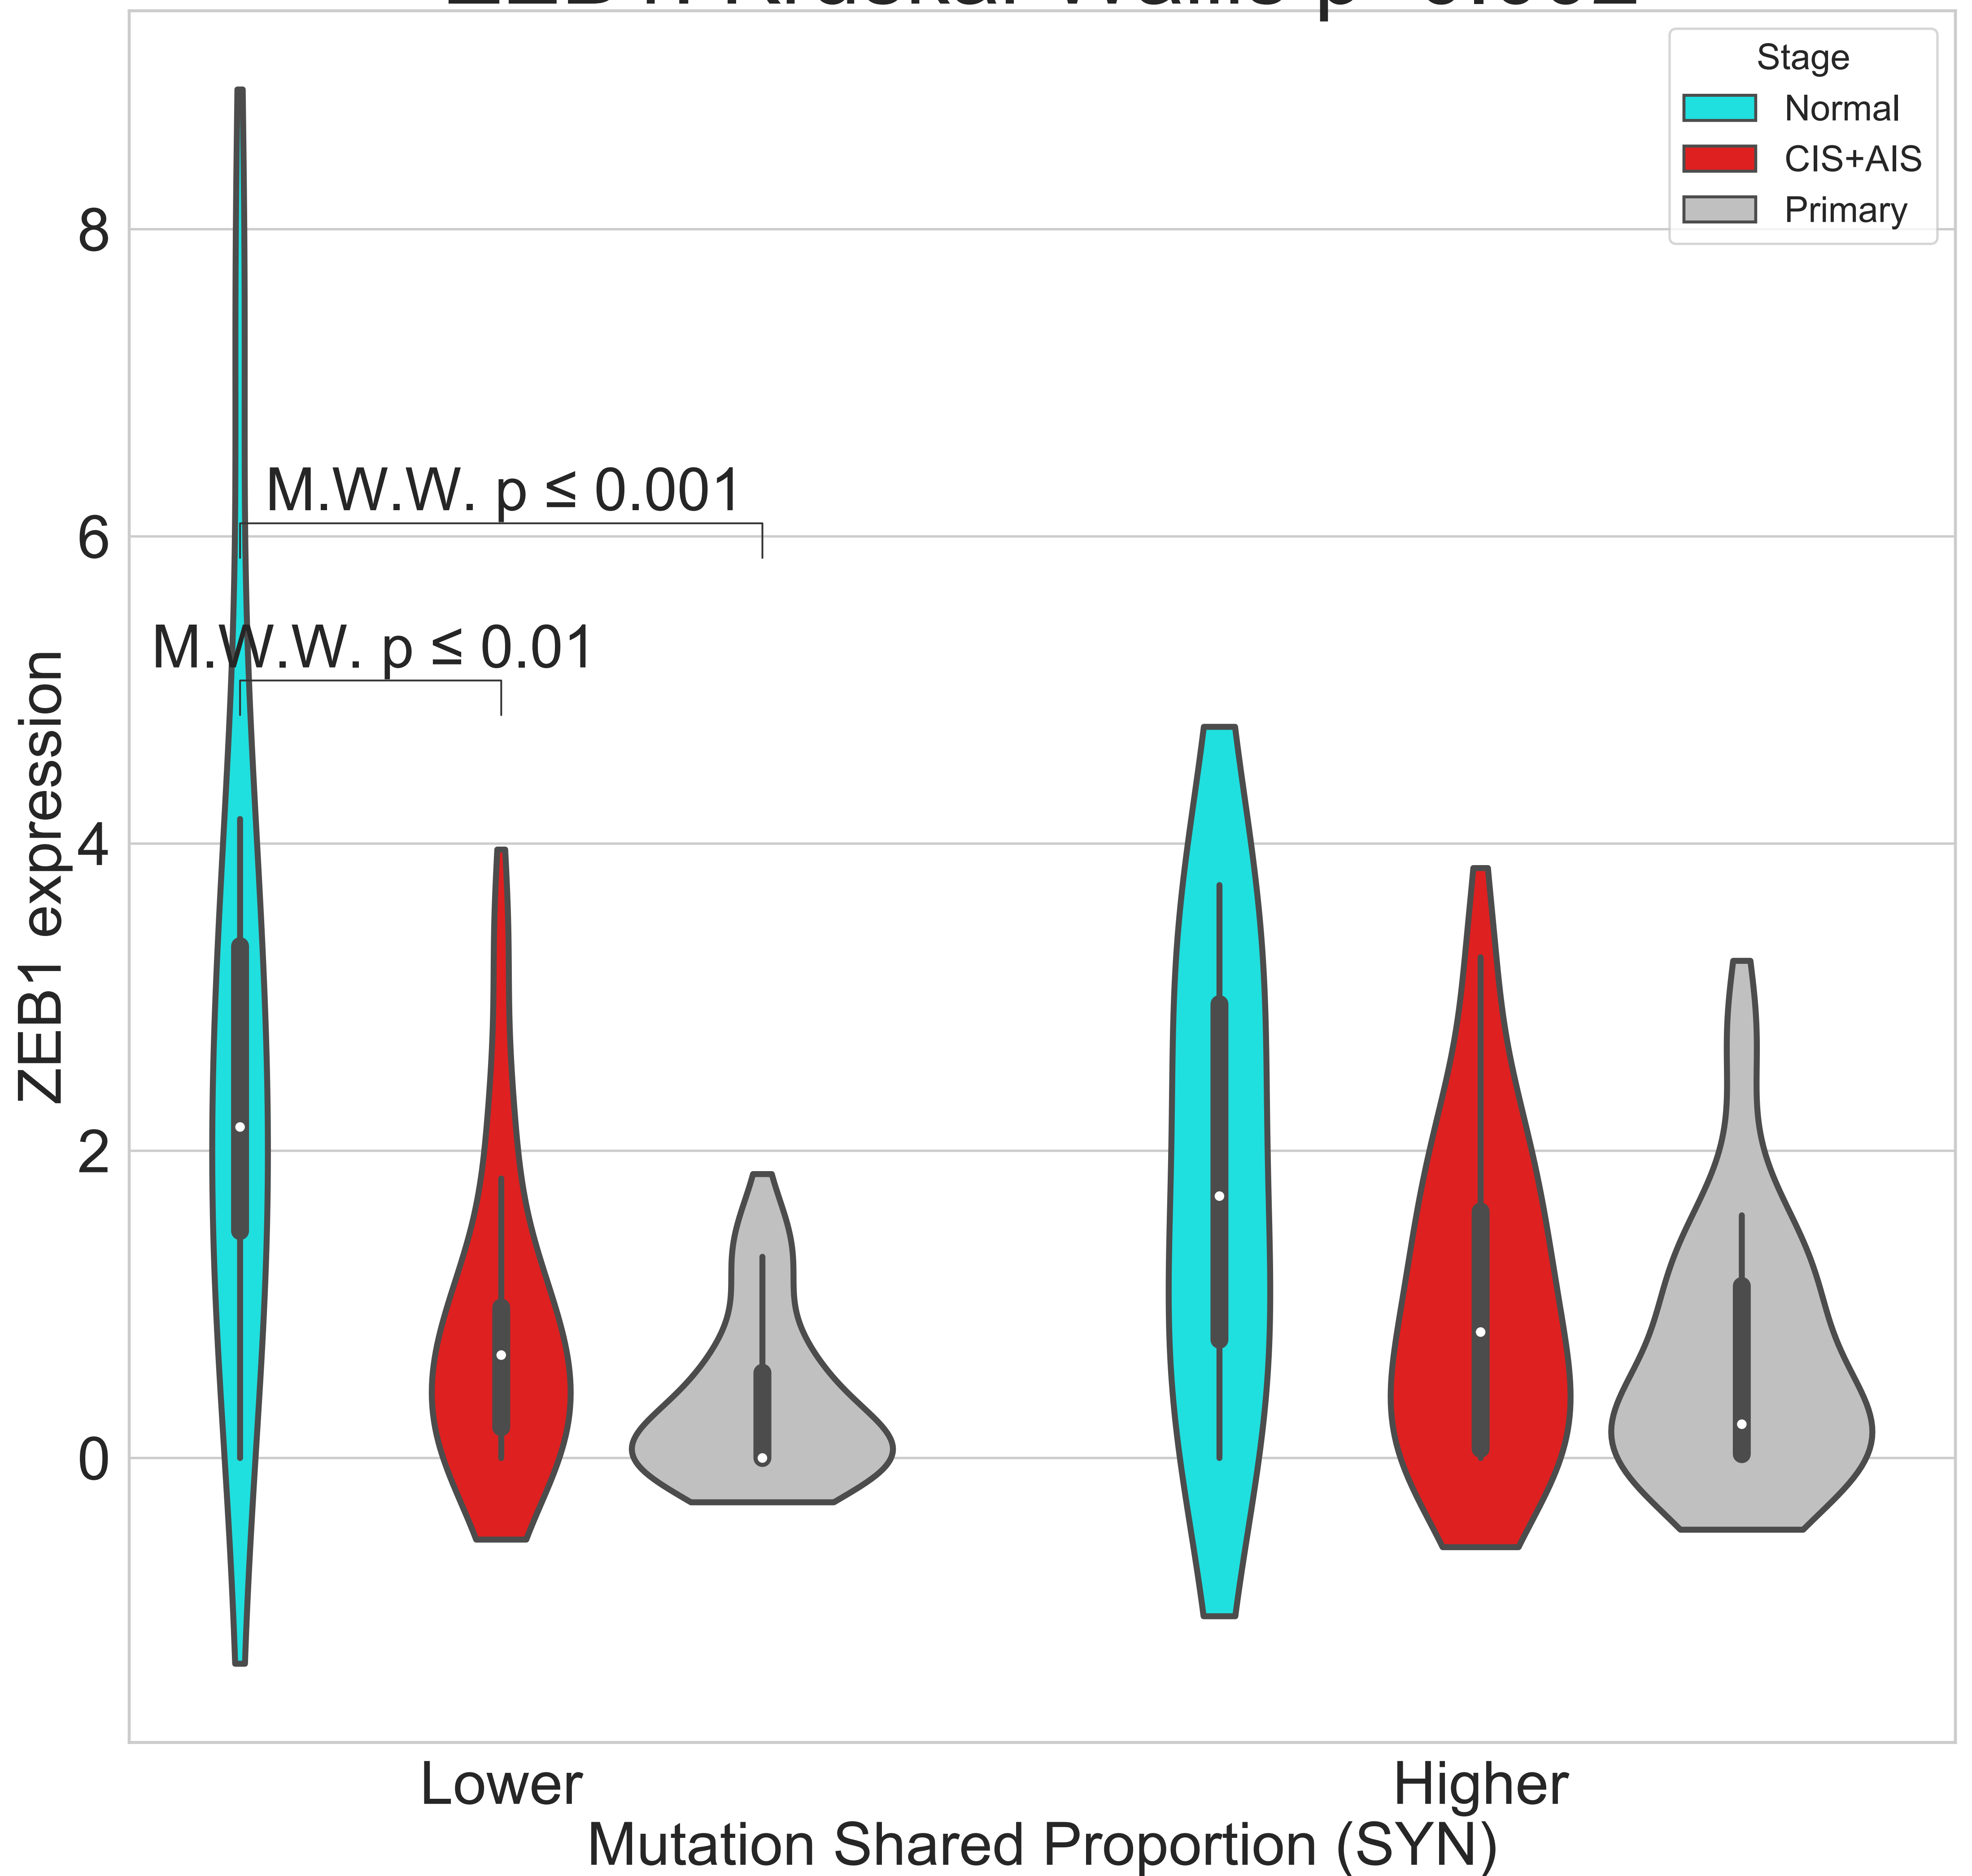 Stage
Normal
CIS+AIS
Primary
8
6
4
2
0
ZEB1 expression
M.W.W. p ≤ 0.001
M.W.W. p ≤ 0.01
Lower
Higher
Mutation Shared Proportion (SYN)